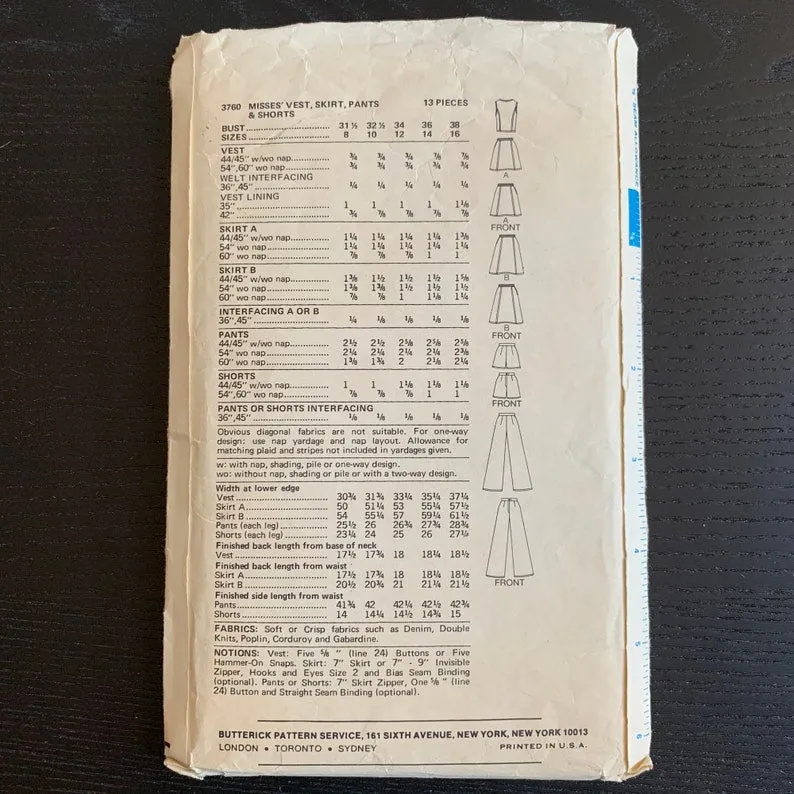 3760 MISSES' VEST, SKIRT, PANTS & SHORTS 13 PIECES
BUST 31 ½ 32 ½ 34 36 38
SIZES 8 10 12 14 16
VEST
44/45" w/wo nap ¾ ¾ ¾ ⅞ ⅞
54",60" wo nap ¾ ¾ ¾ ¾ ¾
WELT INTERFACING
36",45" ¼ ¼ ¼ ¼ ¼
VEST LINING
35" 1 1 1 1 1⅛
42" ¾ ⅞ ⅞ ⅞ ⅞
SKIRT A
44/45" w/wo nap 1¼ 1¼ 1¼ 1¼ 1⅜
54" wo nap 1¼ 1¼ 1¼ 1¼ 1¼
60" wo nap ⅞ ⅞ ⅞ 1 1
SKIRT B
44/45" w/wo nap 1⅜ 1½ 1½ 1½ 1⅝
54" wo nap 1⅜ 1⅜ 1½ 1½ 1½
60" wo nap ⅞ ⅞ 1 1⅛ 1¼
INTERFACING A OR B
36",45" ¼ ⅛ ⅛ ⅛ ⅛
PANTS
44/45" w/wo nap 2½ 2½ 2⅝ 2⅝ 2⅝
54" wo nap 2¼ 2¼ 2¼ 2¼ 2⅜
60" wo nap 1⅜ 1¾ 2 2⅛ 2¼
SHORTS
44/45" w/wo nap 1 1 1⅛ 1⅛ 1⅛
54",60" wo nap ⅞ ⅞ ⅞ 1 1
PANTS OR SHORTS INTERFACING
36",45" ⅛ ⅛ ⅛ ⅛ ⅛
Obvious diagonal fabrics are not suitable. For one-way
design: use nap yardage and nap layout. Allowance for
matching plaid and stripes not included in yardages given.
w: with nap, shading, pile or one-way design.
wo: without nap, shading or pile or with a two-way design.
Width at lower edge
Vest 30¾ 31¾ 33¼ 35¼ 37¼
Skirt A 50 51¼ 53 55¼ 57½
Skirt B 54 55¼ 57 59¼ 61½
Pants (each leg) 25½ 26 26¾ 27¾ 28¾
Shorts (each leg) 23¼ 24 25 26 27¼
Finished back length from base of neck
Vest 17½ 17¾ 18 18¼ 18½
Finished back length from waist
Skirt A 17½ 17¾ 18 18¼ 18½
Skirt B 20½ 20¾ 21 21¼ 21½
Finished side length from waist
Pants 41¾ 42 42¼ 42½ 42¾
Shorts 14 14¼ 14½ 14¾ 15
FABRICS: Soft or Crisp fabrics such as Denim, Double
Knits, Poplin, Corduroy and Gabardine.
NOTIONS: Vest: Five ⅝ " (line 24) Buttons or Five
Hammer-On Snaps. Skirt: 7" Skirt or 7" - 9" Invisible
Zipper, Hooks and Eyes Size 2 and Bias Seam Binding
(optional). Pants or Shorts: 7" Skirt Zipper, One ⅝ " (line
24) Button and Straight Seam Binding (optional).
A
A
FRONT
B
B
FRONT
FRONT
FRONT
BUTTERICK PATTERN SERVICE, 161 SIXTH AVENUE, NEW YORK, NEW YORK 10013
LONDON • TORONTO • SYDNEY PRINTED IN U.S.A.
SEAM ALLOWANCE
1
2
3
4
5
6